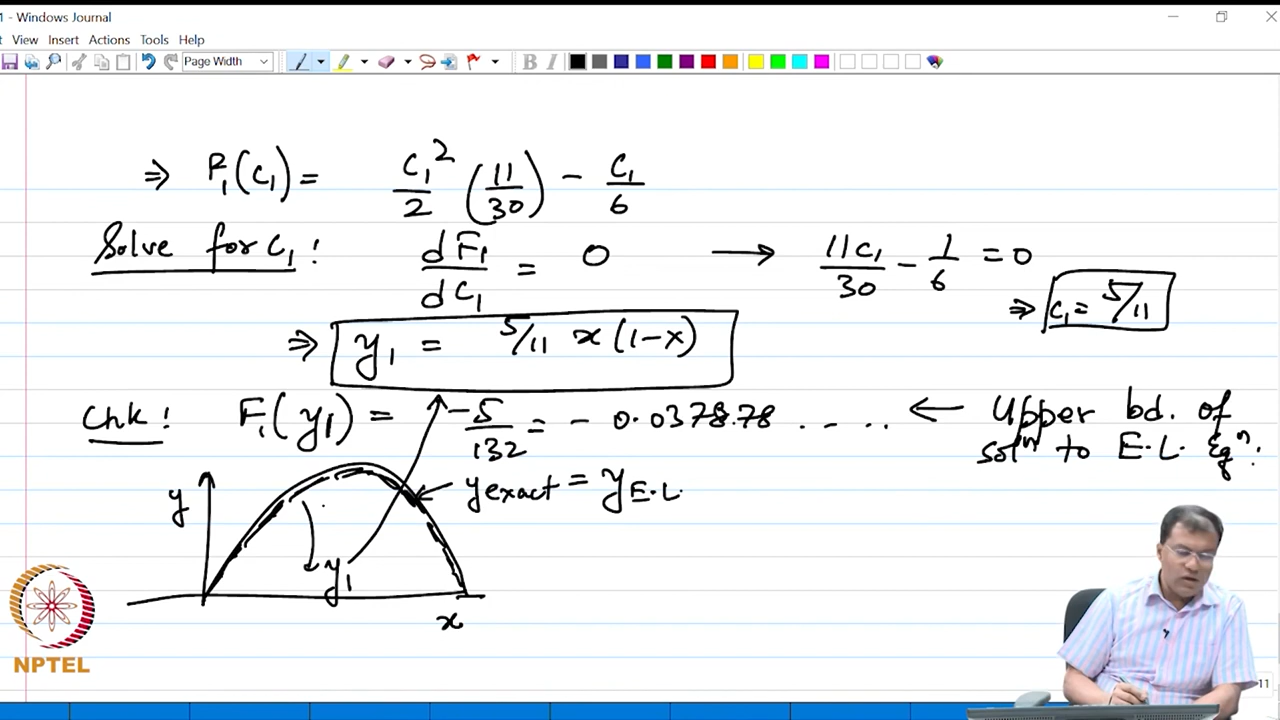 1 - Windows Journal
t View Insert Actions Tools Help
Page Width
B I
⇒ F₁(C₁) = C₁²/2 (11/30) - C₁/6
Solve for C₁: dF₁/dC₁ = 0 → 11C₁/30 - 1/6 = 0
⇒ C₁ = 5/11
⇒ y₁ = 5/11 x(1-x)
Chk! F₁(y₁) = -5/132 = - 0.037878 . - . . . ← Upper bd. of
solⁿ to E.L. Eqⁿ.
y yexact = yE.L.
y₁
x
NPTEL
11